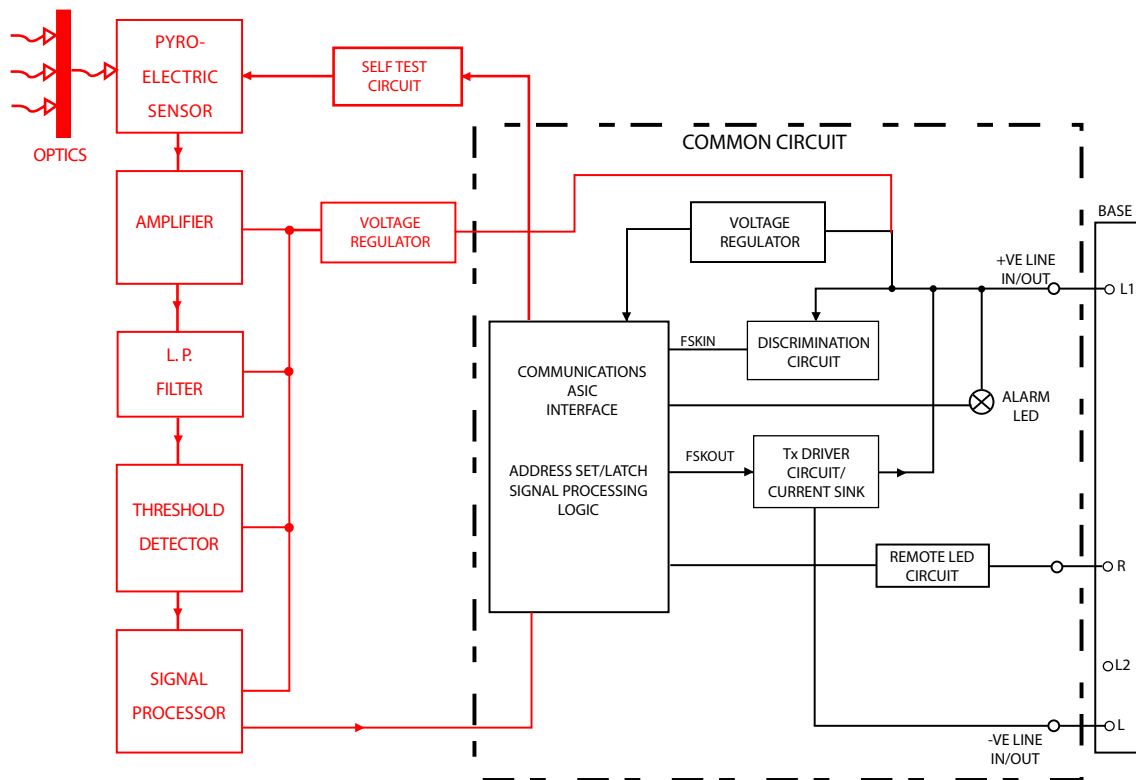 PYRO-
ELECTRIC
SENSOR
SELF TEST
CIRCUIT
OPTICS
COMMON CIRCUIT
AMPLIFIER
VOLTAGE
REGULATOR
VOLTAGE
REGULATOR
BASE
+VE LINE
IN/OUT
L1
L. P.
FILTER
FSKIN
DISCRIMINATION
CIRCUIT
COMMUNICATIONS
ASIC
INTERFACE
ALARM
LED
ADDRESS SET/LATCH
SIGNAL PROCESSING
LOGIC
FSKOUT
Tx DRIVER
CIRCUIT/
CURRENT SINK
THRESHOLD
DETECTOR
REMOTE LED
CIRCUIT
R
SIGNAL
PROCESSOR
L2
L
-VE LINE
IN/OUT